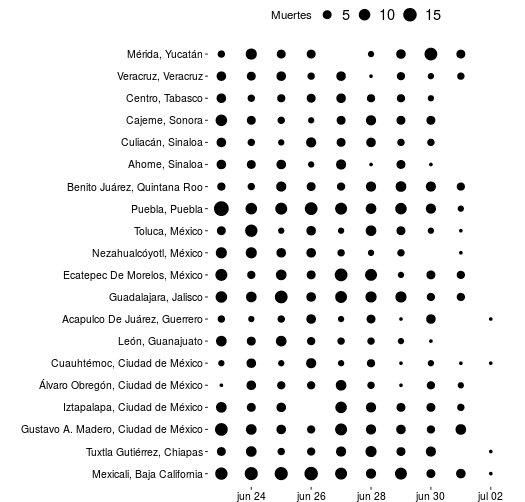 Muertes 5 10 15
Mérida, Yucatán
Veracruz, Veracruz
Centro, Tabasco
Cajeme, Sonora
Culiacán, Sinaloa
Ahome, Sinaloa
Benito Juárez, Quintana Roo
Puebla, Puebla
Toluca, México
Nezahualcóyotl, México
Ecatepec De Morelos, México
Guadalajara, Jalisco
Acapulco De Juárez, Guerrero
León, Guanajuato
Cuauhtémoc, Ciudad de México
Álvaro Obregón, Ciudad de México
Iztapalapa, Ciudad de México
Gustavo A. Madero, Ciudad de México
Tuxtla Gutiérrez, Chiapas
Mexicali, Baja California
jun 24 jun 26 jun 28 jun 30 jul 02